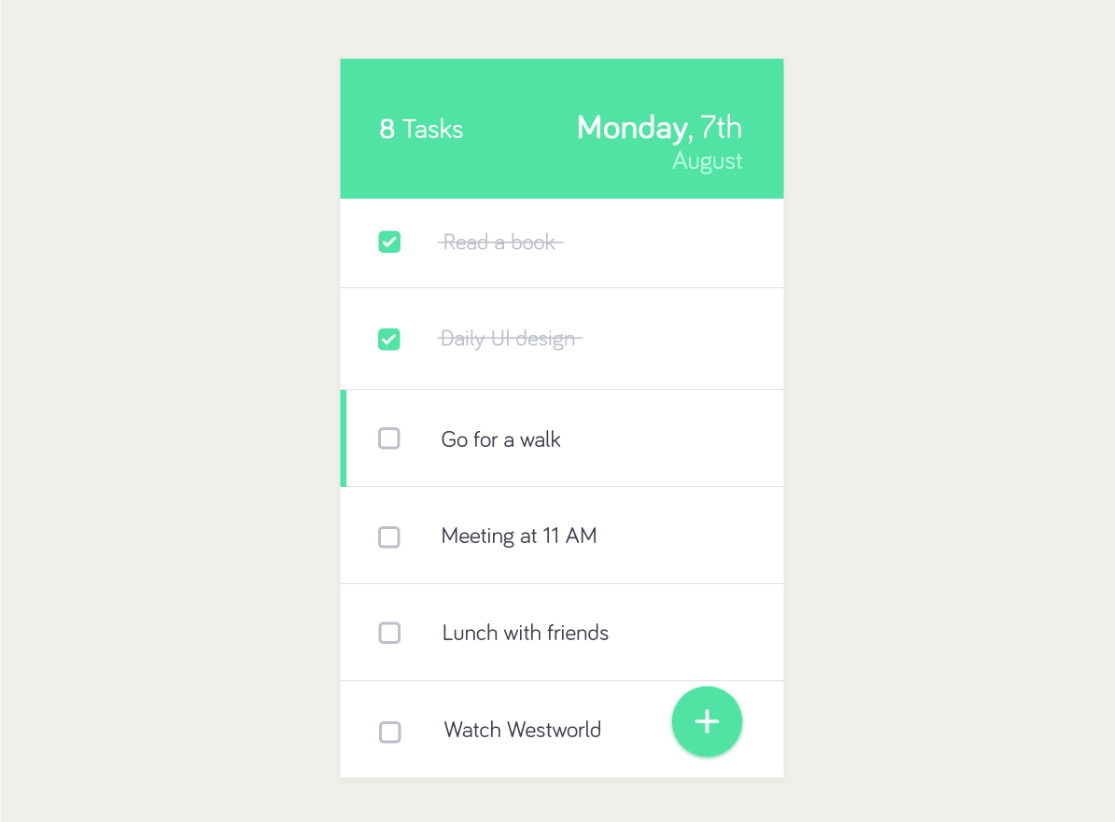 8 Tasks
Monday, 7th
August
Read a book
Daily UI design
Go for a walk
Meeting at 11 AM
Lunch with friends
Watch Westworld